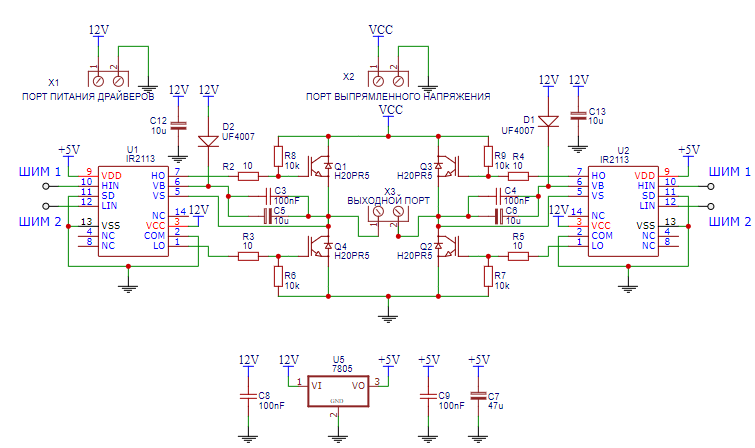 12V
VCC
1
2
X1
ПОРТ ПИТАНИЯ ДРАЙВЕРОВ
12V
12V
1
2
X2
ПОРТ ВЫПРЯМЛЕННОГО НАПРЯЖЕНИЯ
12V
12V
VCC
C12
10u
D2
UF4007
D1
UF4007
C13
10u
+5V
U1
IR2113
ШИМ 1
ШИМ 2
9 VDD
10 HIN
11 SD
12 LIN
13 VSS
4 NC
8 NC
HO 7
VB 6
VS 5
NC 14
VCC 3
COM 2
LO 1
12V
R2 10
R8
10k
Q1
H20PR5
C3
100nF
C5
10u
X3
ВЫХОДНОЙ ПОРТ
1
2
Q3
H20PR5
R9
10k
R4
10
C4
100nF
C6
10u
R3
10
R6
10k
Q4
H20PR5
Q2
H20PR5
R5
10
R7
10k
12V
+5V
U2
IR2113
7 HO
6 VB
5 VS
14 NC
3 VCC
2 COM
1 LO
VDD 9
HIN 10
SD 11
LIN 12
VSS 13
NC 4
NC 8
ШИМ 1
ШИМ 2
12V
C8
100nF
12V
U5
7805
1 VI
VO 3
GND
2
+5V
+5V
C9
100nF
+5V
C7
47u